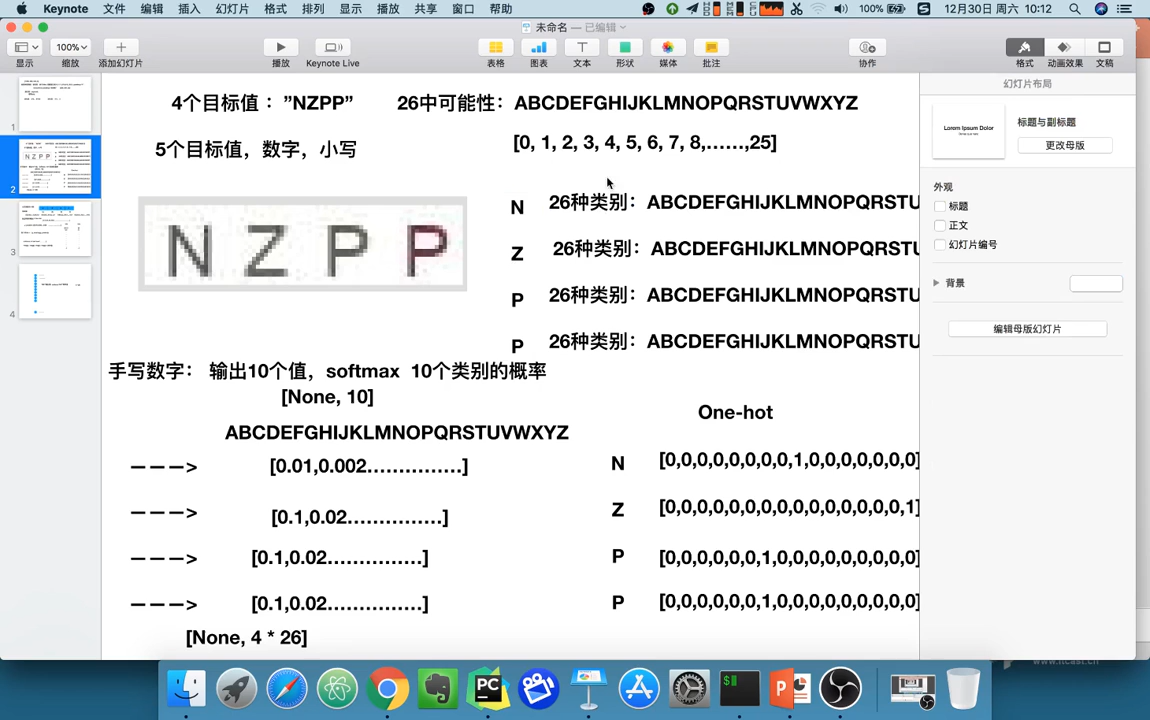 Keynote 文件 编辑 插入 幻灯片 格式 排列 显示 播放 共享 窗口 帮助 100% 12月30日 周六 10:12
未命名 — 已编辑
100%
显示 缩放 添加幻灯片 播放 Keynote Live 表格 图表 文本 形状 媒体 批注 协作 格式 动画效果 文稿
1
2
3
4
4个目标值：”NZPP” 26中可能性：ABCDEFGHIJKLMNOPQRSTUVWXYZ
5个目标值，数字，小写 [0, 1, 2, 3, 4, 5, 6, 7, 8,……,25]
N Z P P
N 26种类别：ABCDEFGHIJKLMNOPQRSTU
Z 26种类别：ABCDEFGHIJKLMNOPQRSTU
P 26种类别：ABCDEFGHIJKLMNOPQRSTU
P 26种类别：ABCDEFGHIJKLMNOPQRSTU
手写数字： 输出10个值，softmax 10个类别的概率
[None, 10]
One-hot
ABCDEFGHIJKLMNOPQRSTUVWXYZ
———> [0.01,0.002……………] N [0,0,0,0,0,0,0,0,1,0,0,0,0,0,0,0]
———> [0.1,0.02……………] Z [0,0,0,0,0,0,0,0,0,0,0,0,0,0,0,1]
———> [0.1,0.02……………] P [0,0,0,0,0,0,1,0,0,0,0,0,0,0,0,0]
———> [0.1,0.02……………] P [0,0,0,0,0,0,1,0,0,0,0,0,0,0,0,0]
[None, 4 * 26]
幻灯片布局
Lorem Ipsum Dolor
标题与副标题
更改母版
外观
标题
正文
幻灯片编号
背景
编辑母版幻灯片
www.itcast.cn
PC
$
P